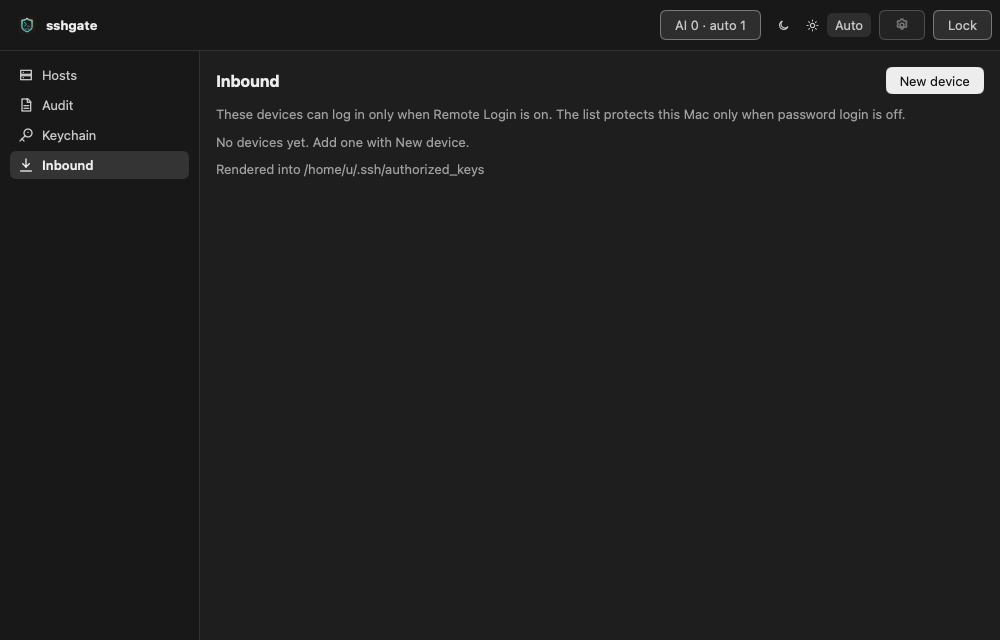 sshgate
AI 0 · auto 1
Auto
Lock
Hosts
Audit
Keychain
Inbound
Inbound
New device
These devices can log in only when Remote Login is on. The list protects this Mac only when password login is off.
No devices yet. Add one with New device.
Rendered into /home/u/.ssh/authorized_keys